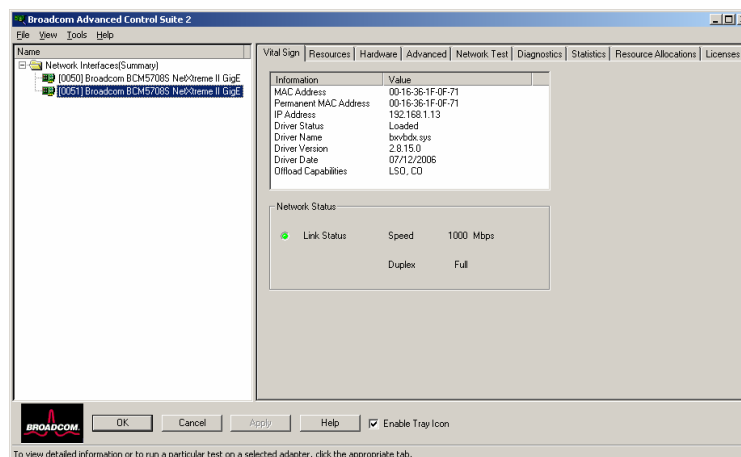 Broadcom Advanced Control Suite 2
File View Tools Help
Name
Network Interfaces(Summary)
[0050] Broadcom BCM5708S NetXtreme II GigE
[0051] Broadcom BCM5708S NetXtreme II GigE
Vital Sign Resources Hardware Advanced Network Test Diagnostics Statistics Resource Allocations Licenses
Information Value
MAC Address 00-16-36-1F-0F-71
Permanent MAC Address 00-16-36-1F-0F-71
IP Address 192.168.1.13
Driver Status Loaded
Driver Name bxvbdx.sys
Driver Version 2.8.15.0
Driver Date 07/12/2006
Offload Capabilities LSO, CO
Network Status
Link Status Speed 1000 Mbps
Duplex Full
BROADCOM.
OK Cancel Apply Help Enable Tray Icon
To view detailed information or to run a particular test on a selected adapter, click the appropriate tab.